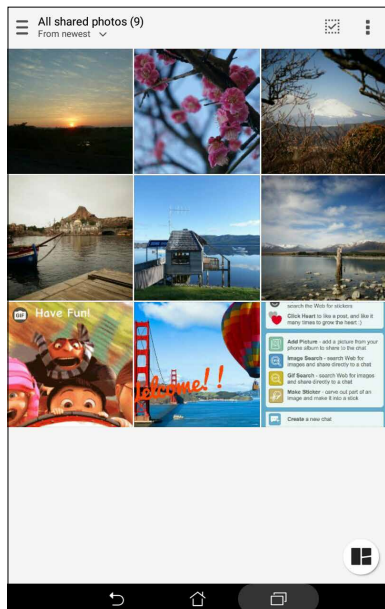 All shared photos (9)
From newest
GIF
Have Fun!
Welcome!!
search the Web for stickers
Click Heart to like a post, and like it
many times to grow the heart :)
Add Picture - add a picture from your
phone album to share to the chat
Image Search - search Web for
images and share directly to a chat
Gif Search - search Web for images
and share directly to a chat
Make Sticker - carve out part of an
image and make it into a stick
Create a new chat